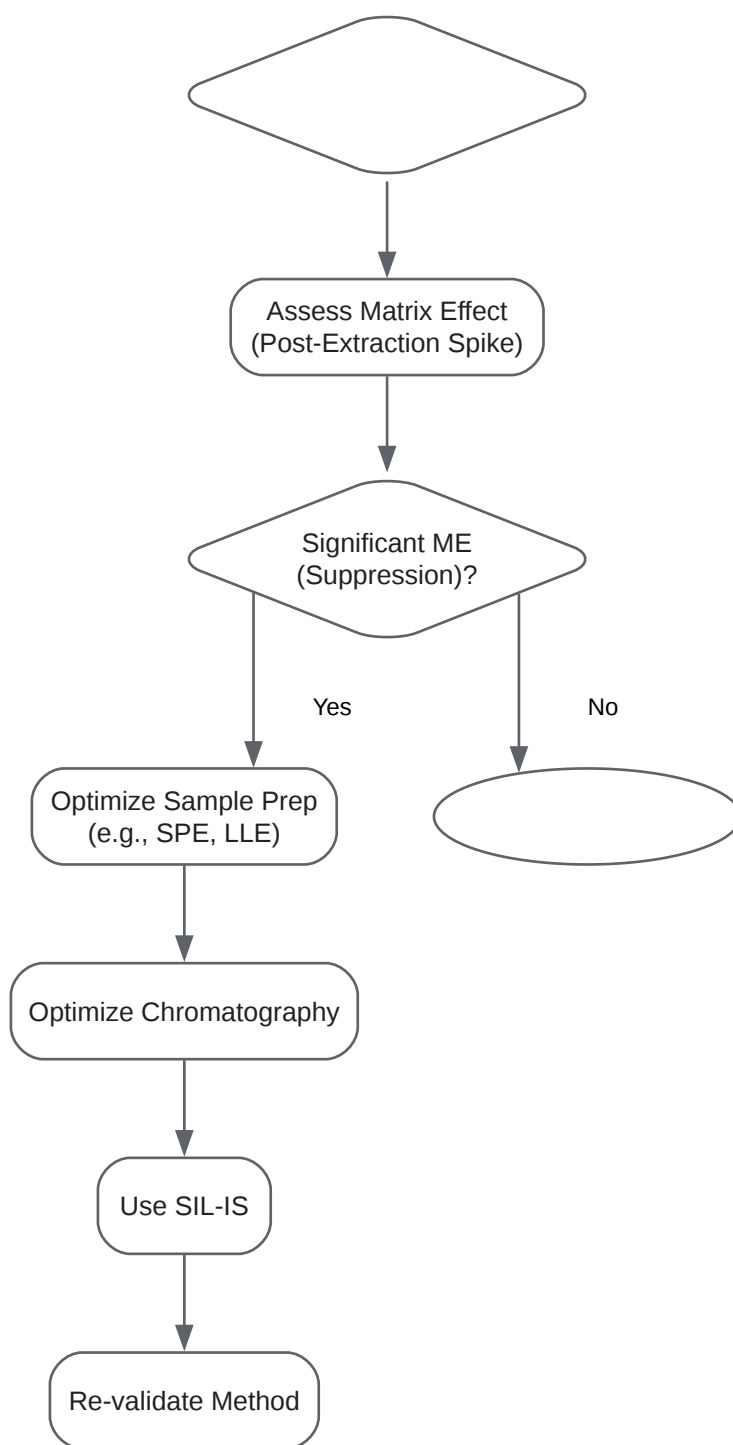 Assess Matrix Effect
(Post-Extraction Spike)
Significant ME
(Suppression)?
Yes
No
Optimize Sample Prep
(e.g., SPE, LLE)
Optimize Chromatography
Use SIL-IS
Re-validate Method